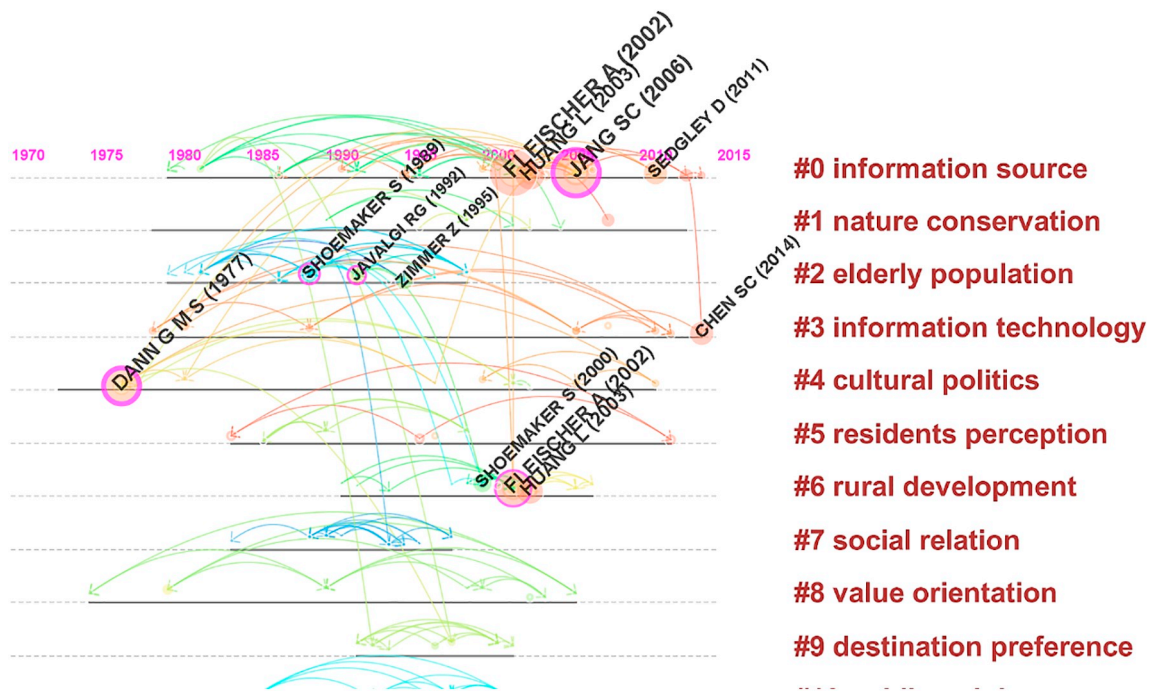 FLEISCHER A (2002)
HUANG L (2003)
JANG SC (2006)
SEDGLEY D (2011)
1970 1975 1980 1985 1990 2000 2015
#0 information source
SHOEMAKER S (1989)
JAVALGI RG (1992)
ZIMMER Z (1995)
#1 nature conservation
#2 elderly population
DANN G M S (1977)
CHEN SC (2014)
#3 information technology
#4 cultural politics
SHOEMAKER S (2000)
FLEISCHER A (2002)
HUANG L (2003)
#5 residents perception
#6 rural development
#7 social relation
#8 value orientation
#9 destination preference